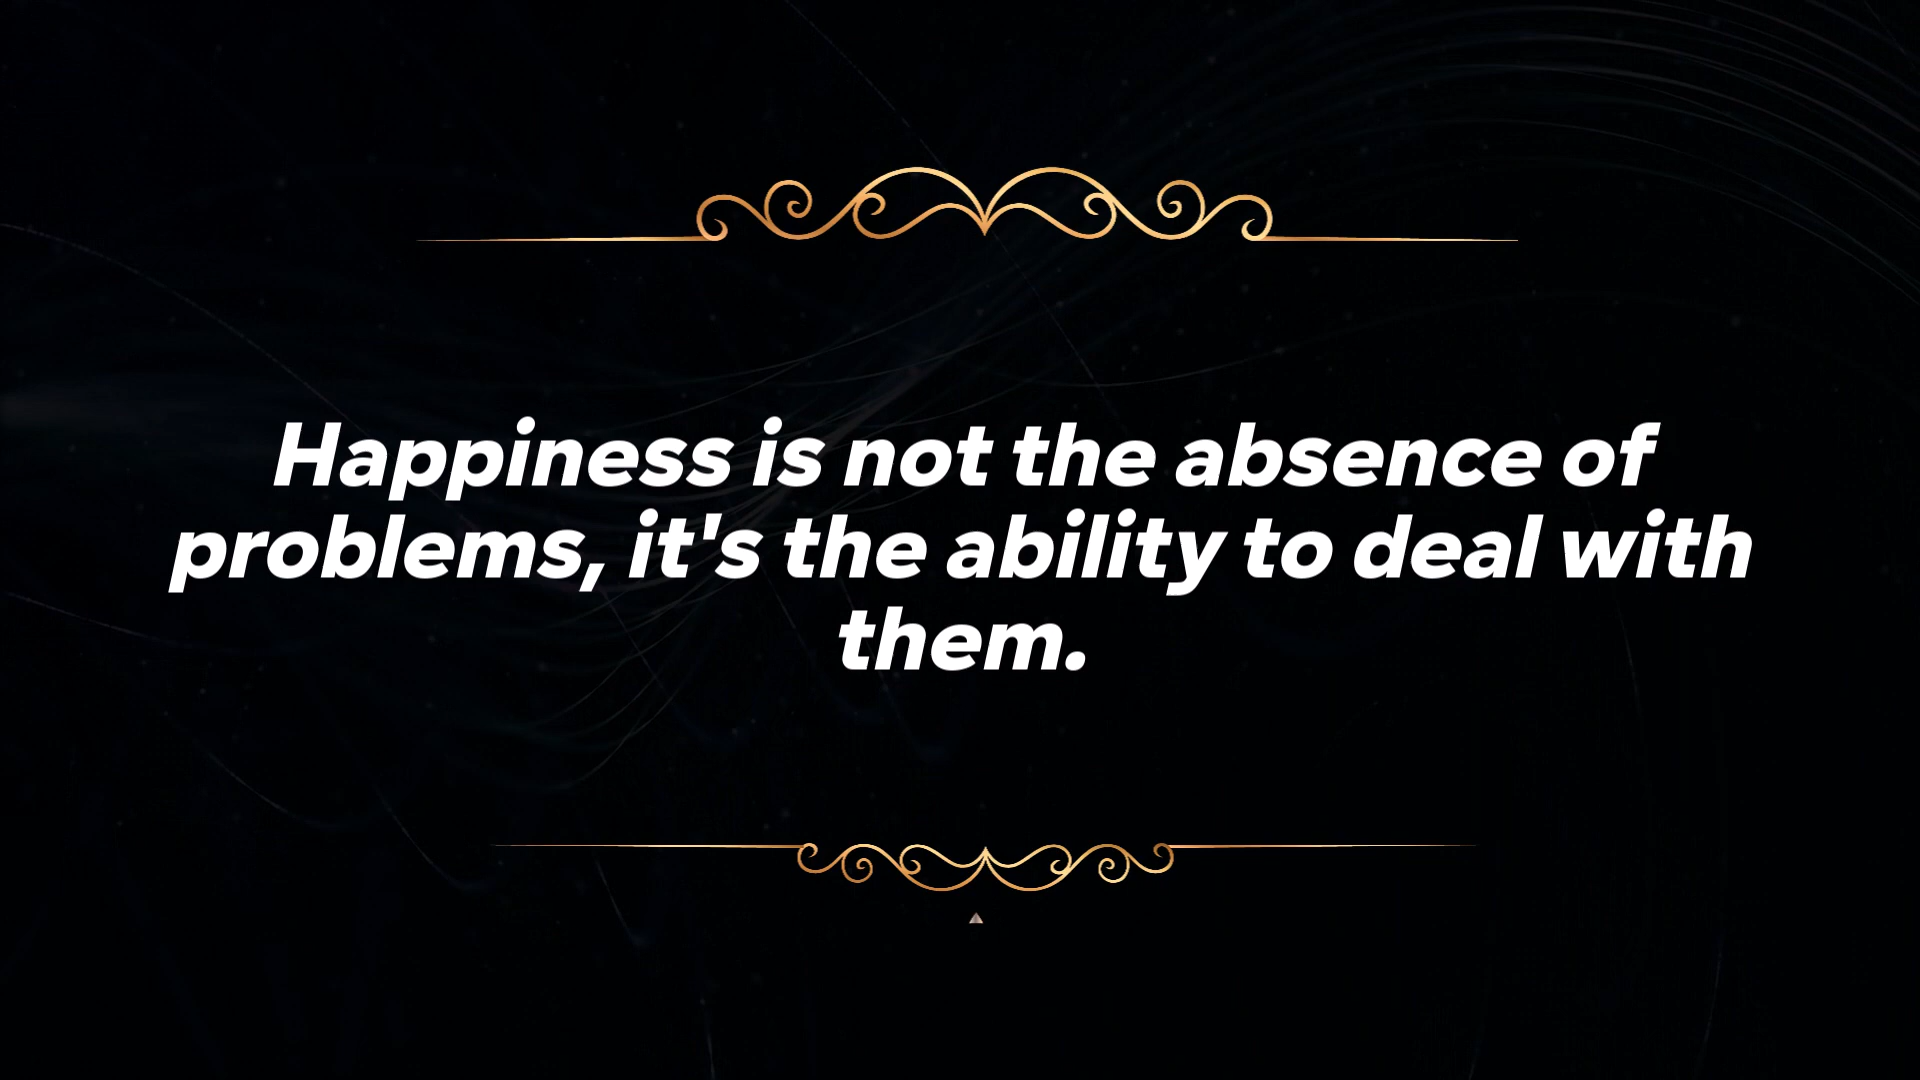 Happiness is not the absence of
problems, it's the ability to deal with
them.